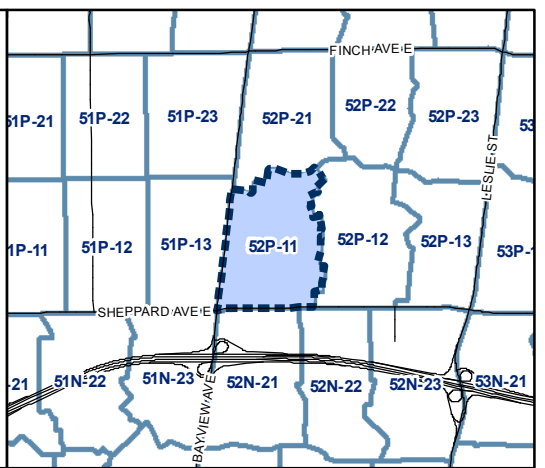 FINCH AVE E
51P-21
51P-22
51P-23
52P-21
52P-22
52P-23
53
LESLIE ST
1P-11
51P-12
51P-13
52P-11
52P-12
52P-13
53P-1
SHEPPARD AVE E
-21
51N-22
51N-23
52N-21
52N-22
52N-23
53N-21
BAYVIEW AVE